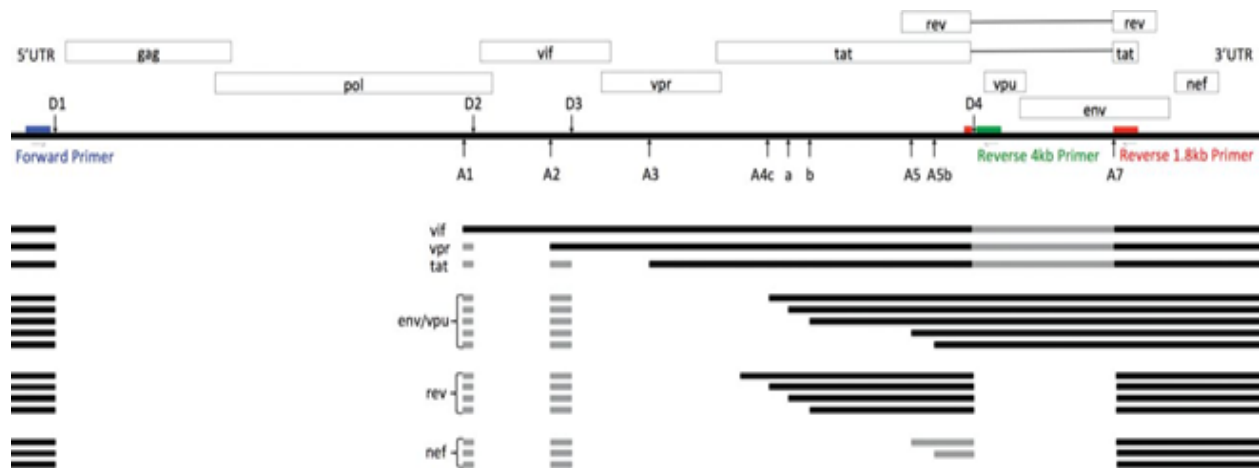 rev rev
5'UTR gag vif tat tat 3'UTR
pol vpr vpu nef
D1 D2 D3 D4 env
Forward Primer Reverse 4kb Primer Reverse 1.8kb Primer
A1 A2 A3 A4c a b A5 A5b A7
vif
vpr
tat
env/vpu
rev
nef